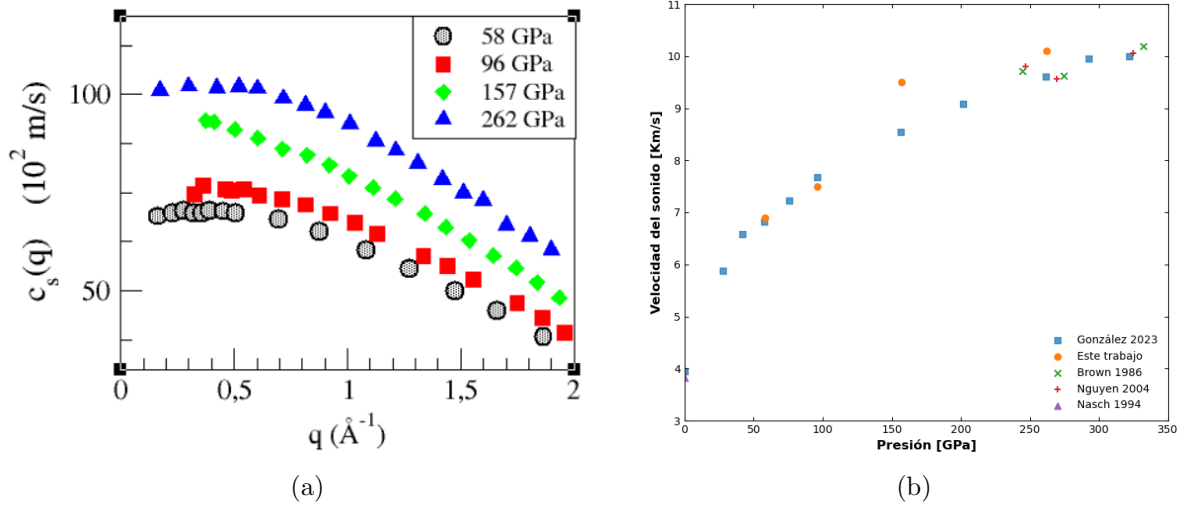 58 GPa
96 GPa
157 GPa
262 GPa
100
50
c_s(q) (10^2 m/s)
0 0,5 1 1,5 2
q (Å^-1)
(a)
11
10
9
8
7
6
5
4
3
Velocidad del sonido [Km/s]
González 2023
Este trabajo
Brown 1986
Nguyen 2004
Nasch 1994
0 50 100 150 200 250 300 350
Presión [GPa]
(b)